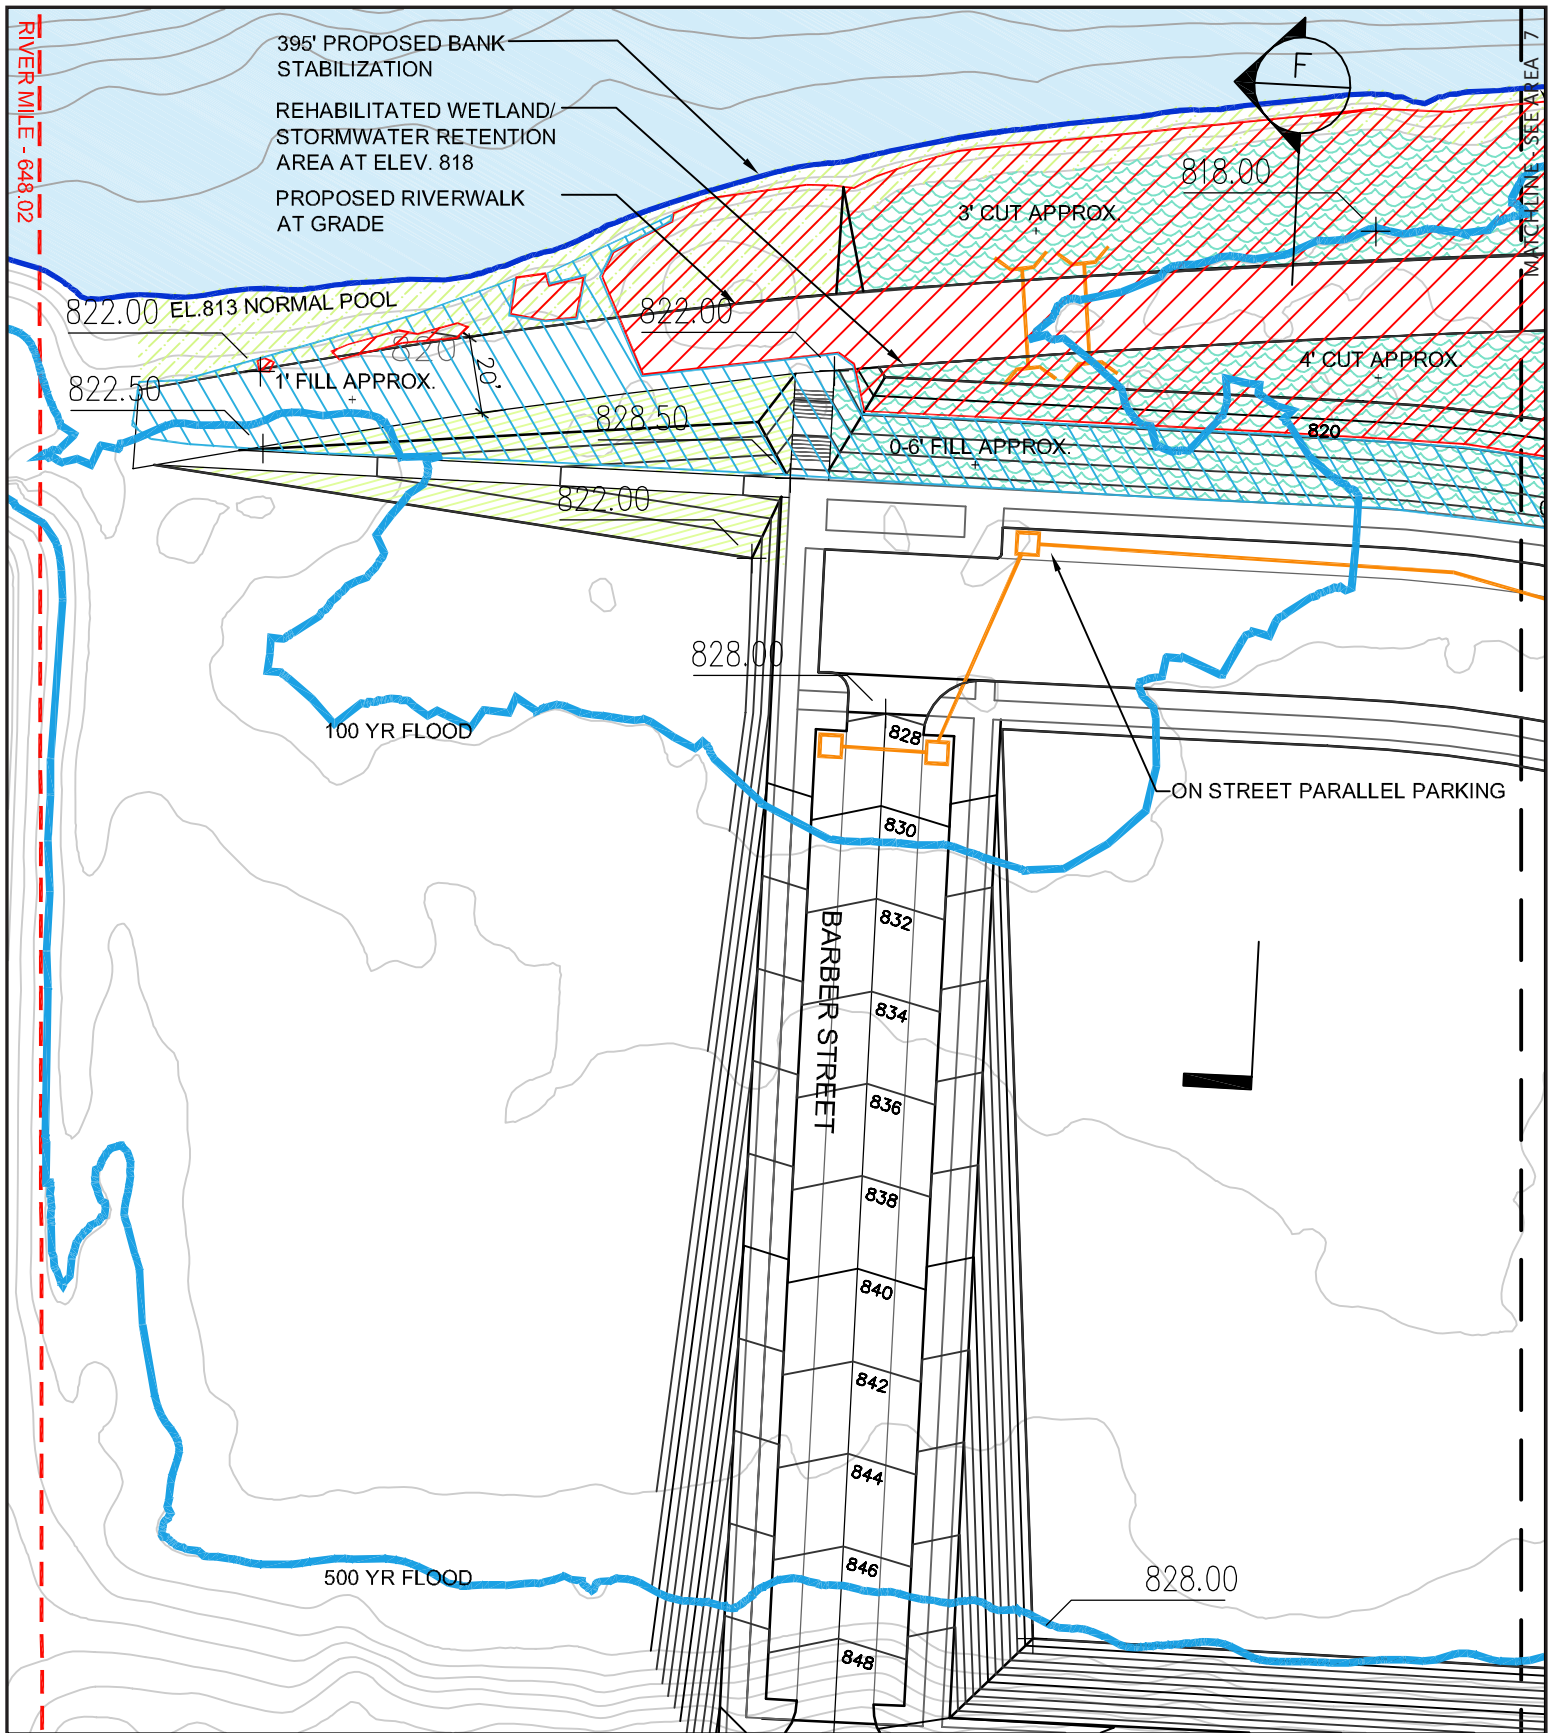 395' PROPOSED BANK
STABILIZATION
REHABILITATED WETLAND/
STORMWATER RETENTION
AREA AT ELEV. 818
PROPOSED RIVERWALK
AT GRADE
RIVER MILE - 648.02
F
MATCHLINE - SEE AREA 7
818.00
3' CUT APPROX.
822.00
EL.813 NORMAL POOL
822.00
820
20'
4' CUT APPROX.
1' FILL APPROX.
822.50
828.50
820
0-6' FILL APPROX.
822.00
828.00
100 YR FLOOD
828
ON STREET PARALLEL PARKING
830
832
BARBER STREET
834
836
838
840
842
844
846
500 YR FLOOD
828.00
848